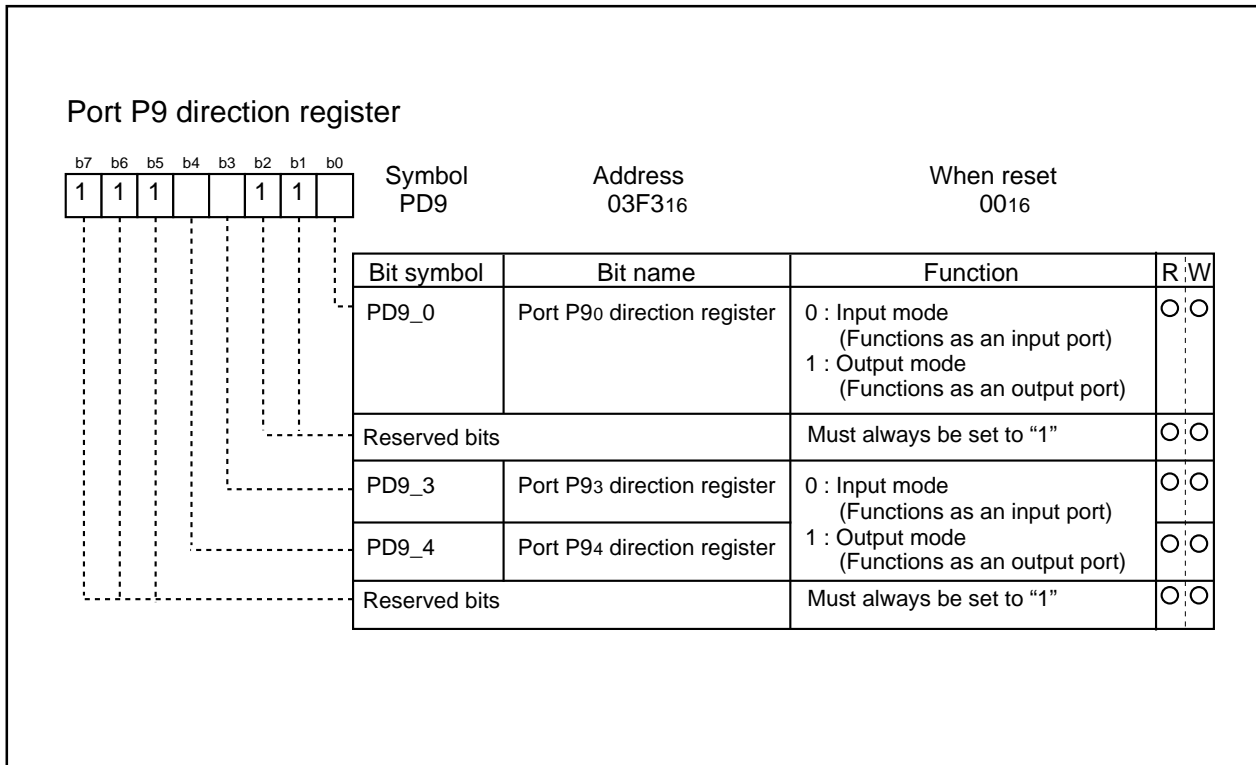 Port P9 direction register
b7 b6 b5 b4 b3 b2 b1 b0
1 1 1 1 1
Symbol Address When reset
PD9 03F316 0016
Bit symbol Bit name Function R W
PD9_0 Port P90 direction register 0 : Input mode
(Functions as an input port)
1 : Output mode
(Functions as an output port)
Reserved bits Must always be set to “1”
PD9_3 Port P93 direction register 0 : Input mode
(Functions as an input port)
PD9_4 Port P94 direction register 1 : Output mode
(Functions as an output port)
Reserved bits Must always be set to “1”